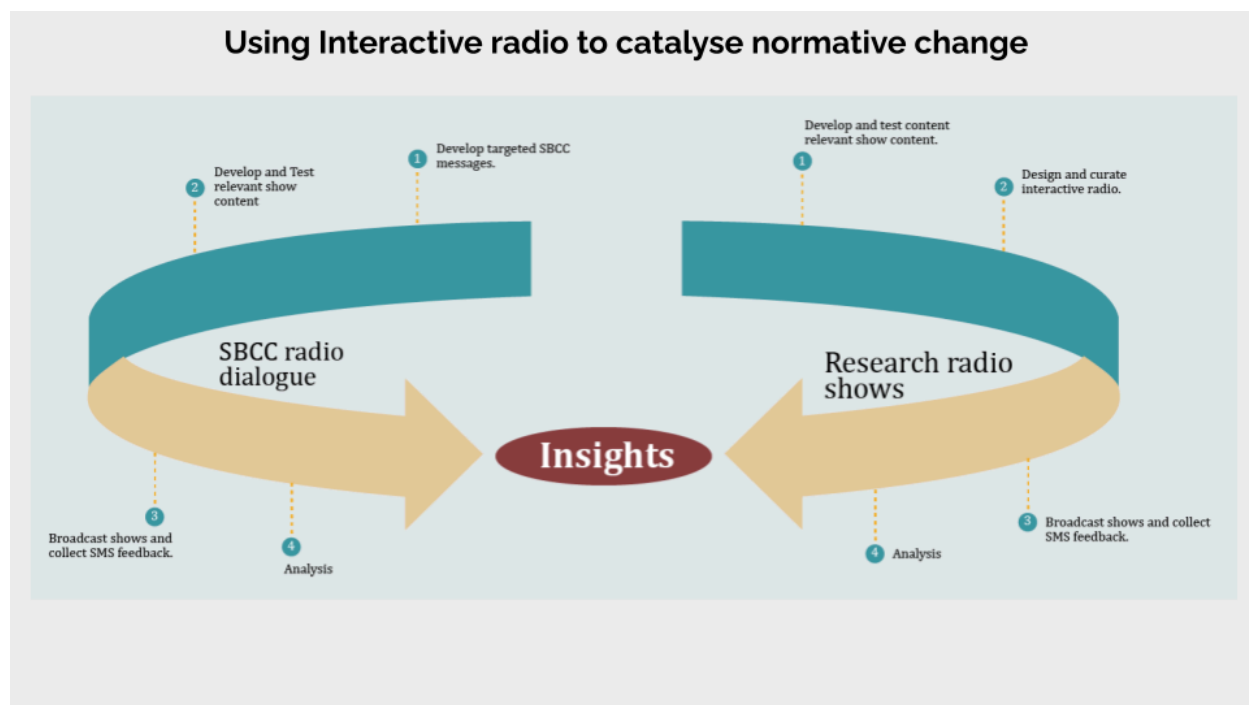 Using Interactive radio to catalyse normative change
1
Develop targeted SBCC
messages.
2
Develop and Test
relevant show
content
SBCC radio
dialogue
3
Broadcast shows and
collect SMS feedback.
4
Analysis
Insights
1
Develop and test content
relevant show content.
2
Design and curate
interactive radio.
Research radio
shows
3
Broadcast shows and collect
SMS feedback.
4
Analysis